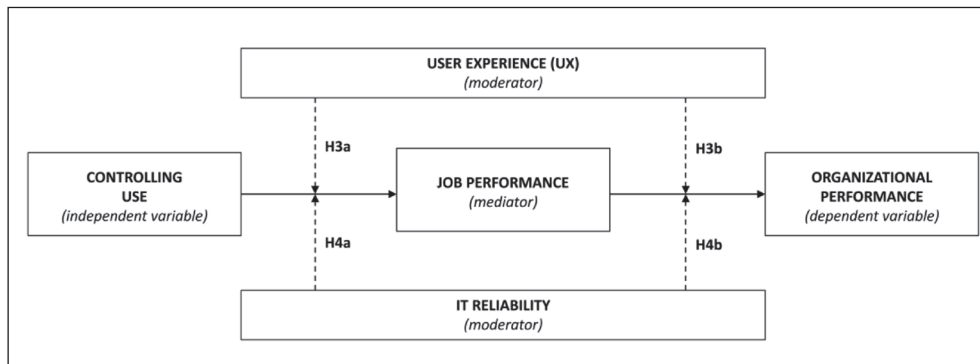 USER EXPERIENCE (UX)
(moderator)
H3a
H3b
CONTROLLING
USE
(independent variable)
JOB PERFORMANCE
(mediator)
ORGANIZATIONAL
PERFORMANCE
(dependent variable)
H4a
H4b
IT RELIABILITY
(moderator)